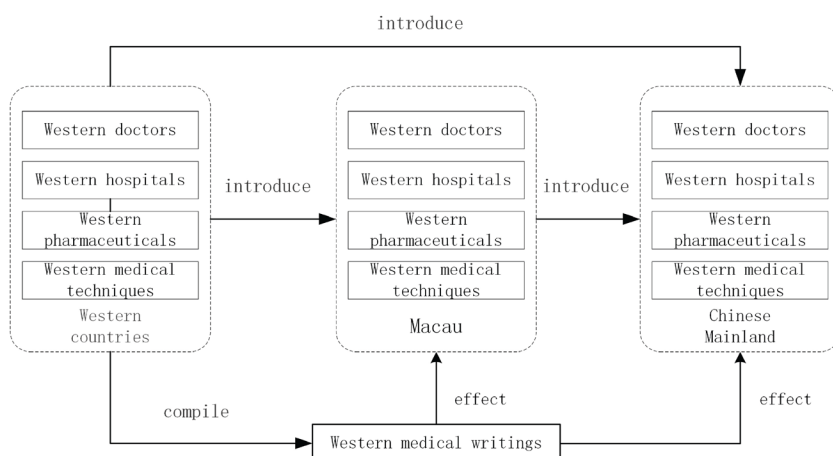 introduce
Western doctors
Western hospitals
Western
pharmaceuticals
Western medical
techniques
Western
countries
introduce
Western doctors
Western hospitals
Western
pharmaceuticals
Western medical
techniques
Macau
introduce
Western doctors
Western hospitals
Western
pharmaceuticals
Western medical
techniques
Chinese
Mainland
compile
effect
effect
Western medical writings